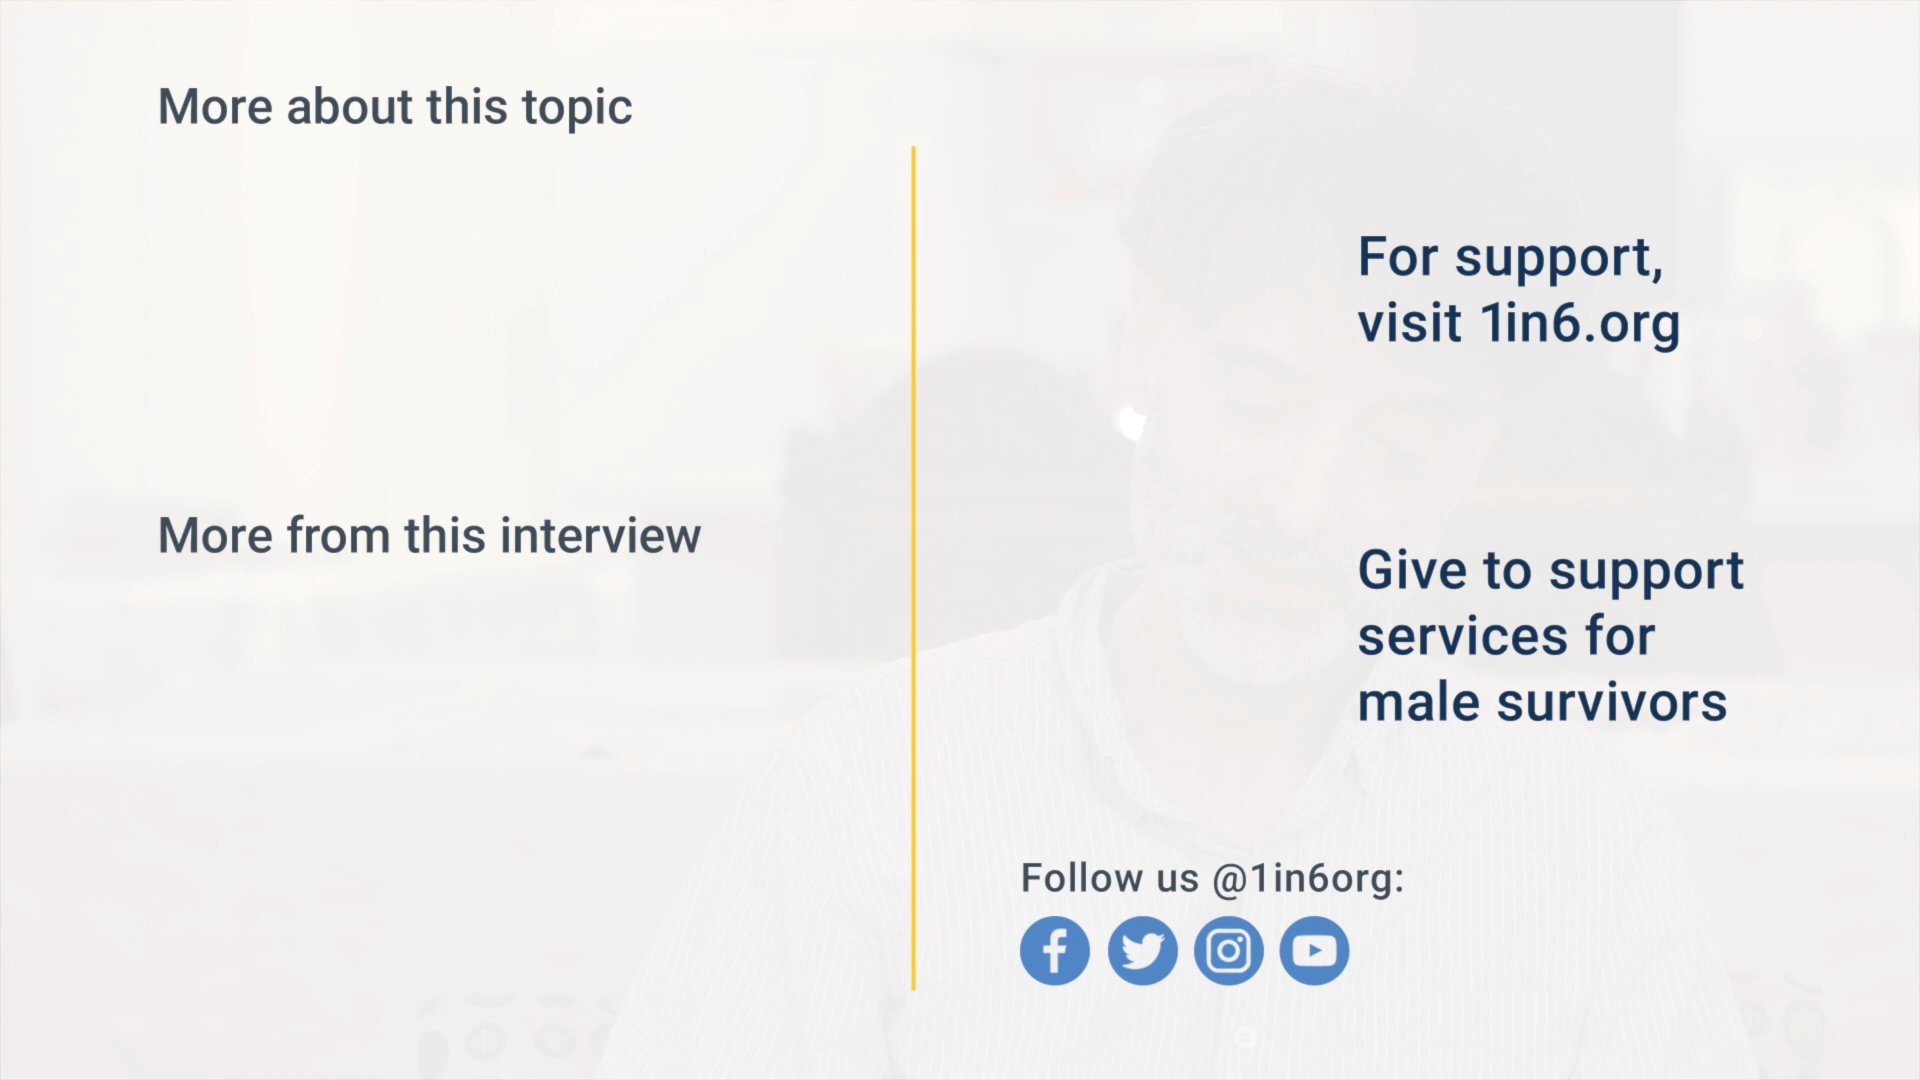 More about this topic
More from this interview
For support,
visit 1in6.org
Give to support
services for
male survivors
Follow us @1in6org: